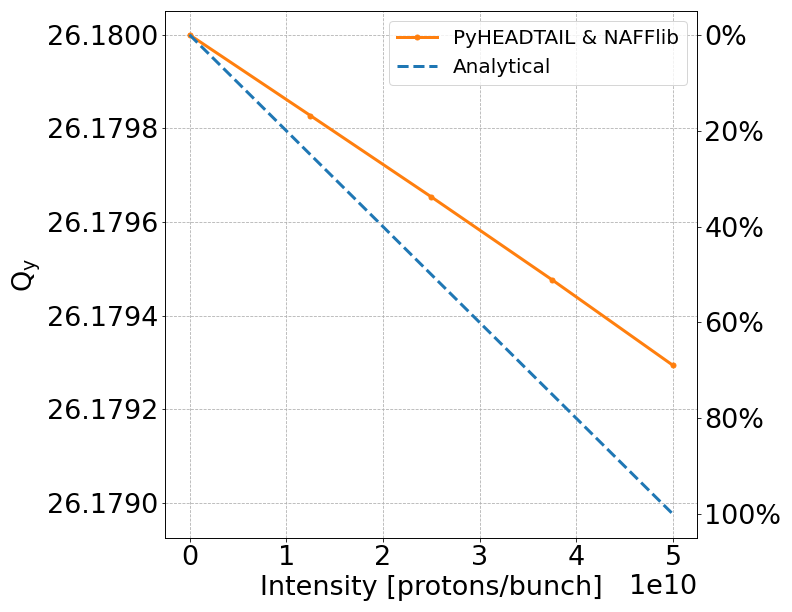 PyHEADTAIL & NAFFlib
Analytical
26.1800
26.1798
26.1796
26.1794
26.1792
26.1790
Qy
0%
20%
40%
60%
80%
100%
0 1 2 3 4 5
Intensity [protons/bunch] 1e10